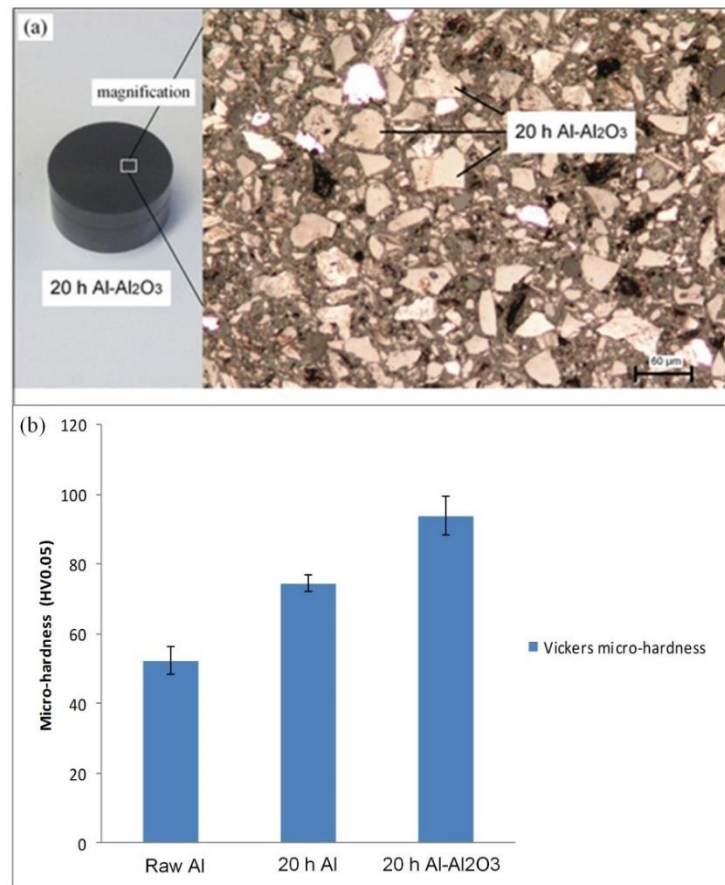 (a)
magnification
20 h Al-Al2O3
20 h Al-Al2O3
60 µm
(b)
120
100
80
60
40
20
0
Micro-hardness (HV0.05)
Raw Al
20 h Al
20 h Al-Al2O3
Vickers micro-hardness